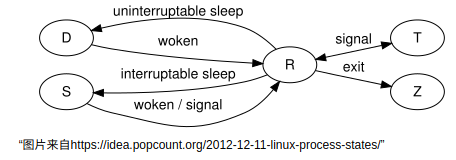 uninterruptable sleep
D
woken
signal
T
R
interruptable sleep
exit
S
woken / signal
Z
“图片来自https://idea.popcount.org/2012-12-11-linux-process-states/”